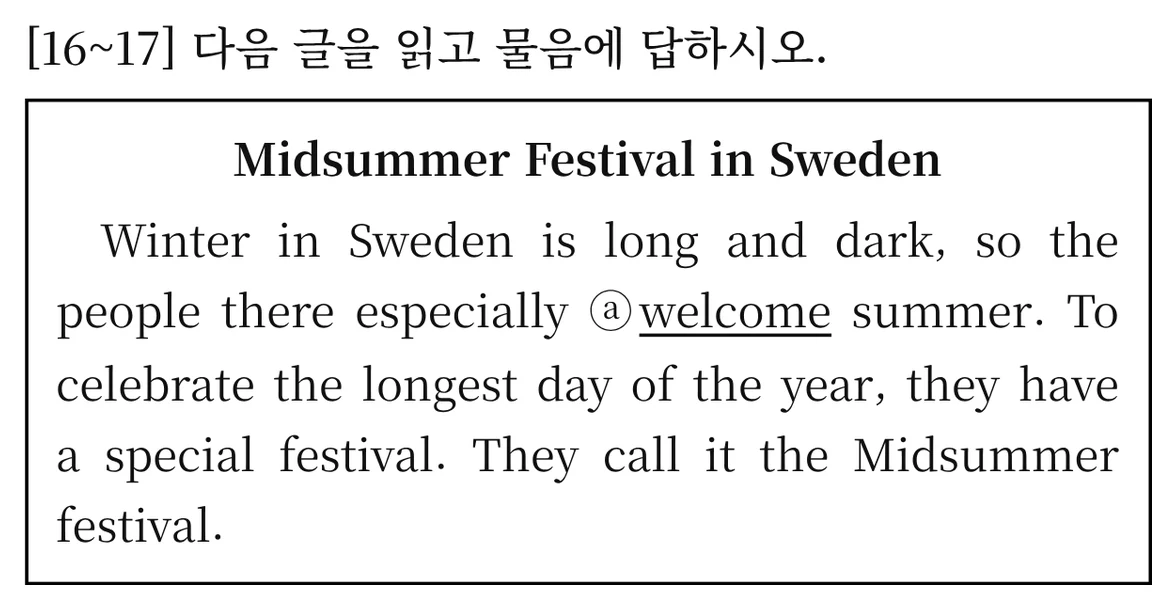 [16~17] 다음 글을 읽고 물음에 답하시오.
Midsummer Festival in Sweden
Winter in Sweden is long and dark, so the
people there especially ⓐwelcome summer. To
celebrate the longest day of the year, they have
a special festival. They call it the Midsummer
festival.